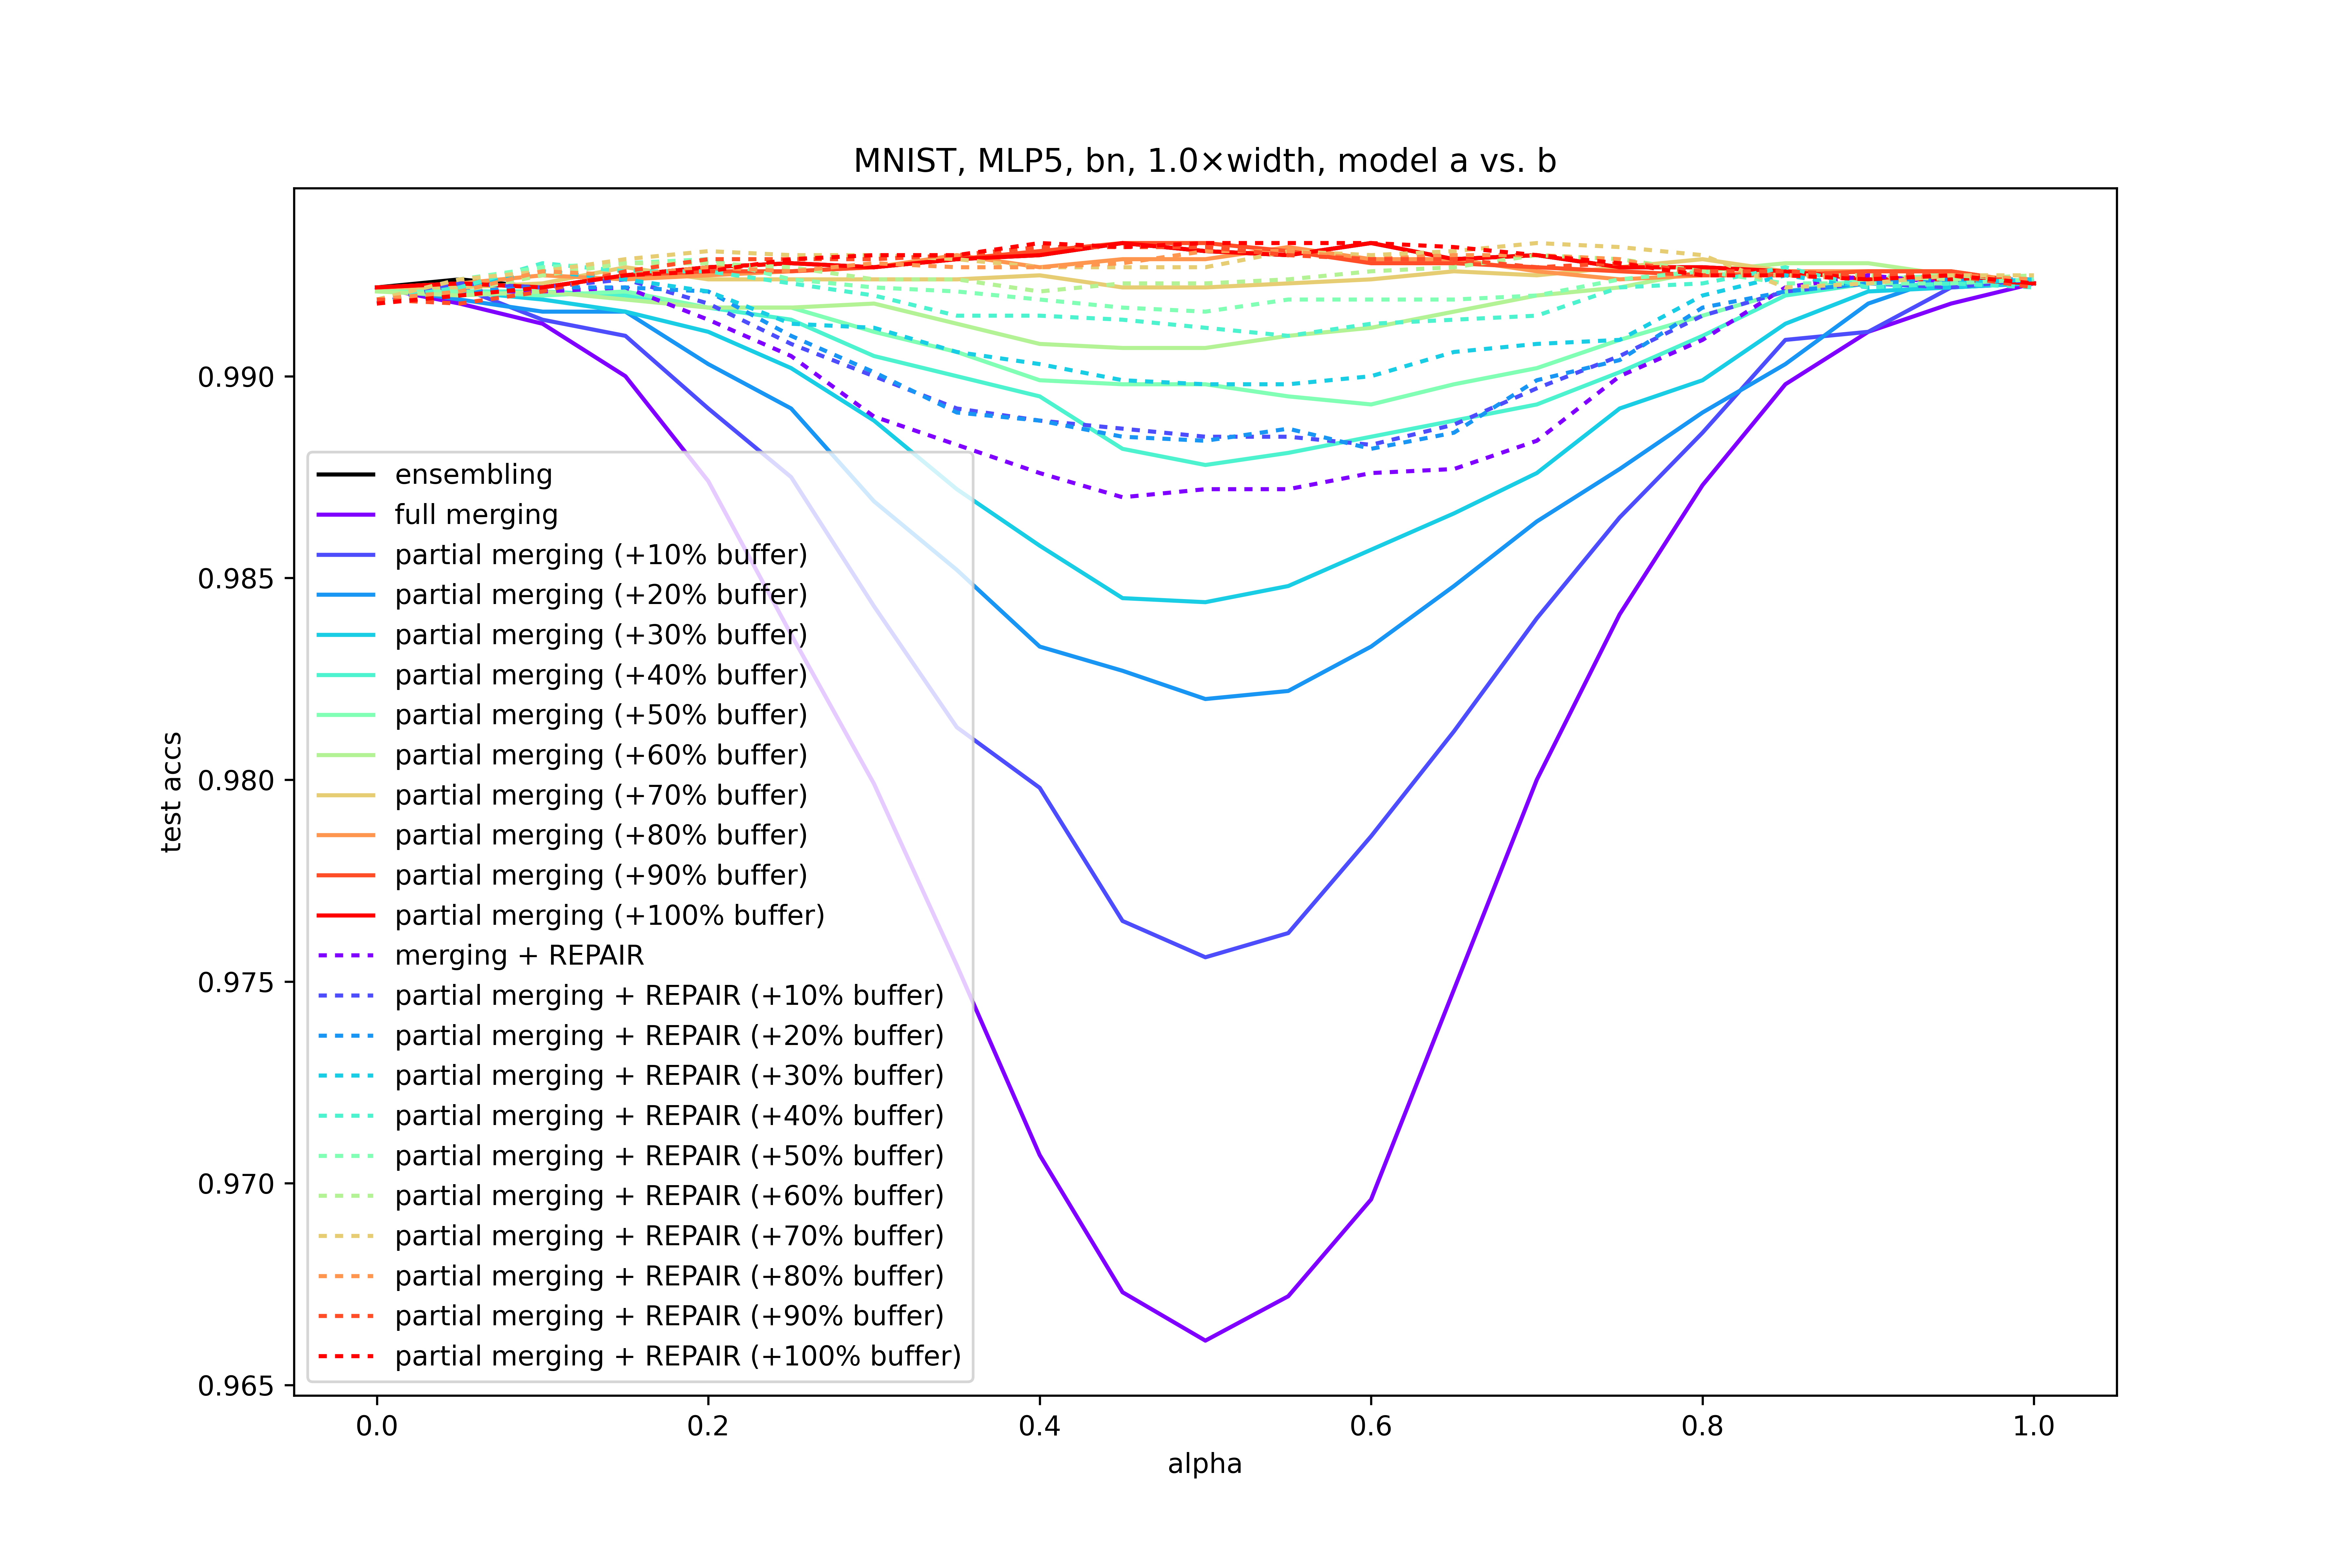 MNIST, MLP5, bn, 1.0×width, model a vs. b
0.990
0.985
0.980
0.975
0.970
0.965
test accs
ensembling
full merging
partial merging (+10% buffer)
partial merging (+20% buffer)
partial merging (+30% buffer)
partial merging (+40% buffer)
partial merging (+50% buffer)
partial merging (+60% buffer)
partial merging (+70% buffer)
partial merging (+80% buffer)
partial merging (+90% buffer)
partial merging (+100% buffer)
merging + REPAIR
partial merging + REPAIR (+10% buffer)
partial merging + REPAIR (+20% buffer)
partial merging + REPAIR (+30% buffer)
partial merging + REPAIR (+40% buffer)
partial merging + REPAIR (+50% buffer)
partial merging + REPAIR (+60% buffer)
partial merging + REPAIR (+70% buffer)
partial merging + REPAIR (+80% buffer)
partial merging + REPAIR (+90% buffer)
partial merging + REPAIR (+100% buffer)
0.0 0.2 0.4 0.6 0.8 1.0
alpha